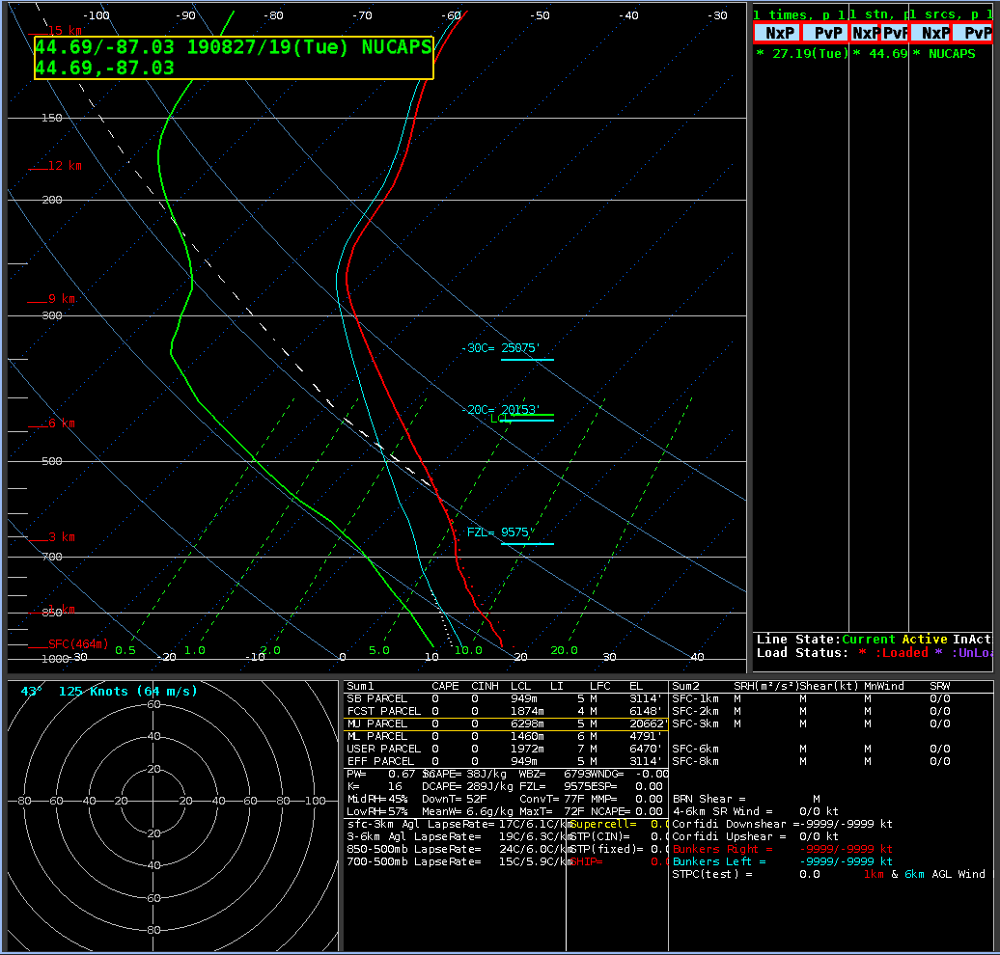 -100 -90 -80 -70 -60 -50 -40 -30
15 km
44.69/-87.03 190827/19(Tue) NUCAPS
44.69,-87.03
150
12 km
200
9 km
300
-30C= 25075'
-20C= 20153'
LCL
6 km
500
FZL= 9575'
3 km
700
850 km
SFC(464m)
0.5 1.0 2.0 5.0 10.0 20.0
1000 -30 -20 -10 0 10 20 30 40
1 times, p 1 1 stn, p 1 srcs, p 1
NxP PvP NxP PvP NxP PvP
* 27.19(Tue) * 44.69 * NUCAPS
Line State:Current Active InAct
Load Status: * :Loaded * :UnLoa
43° 125 Knots (64 m/s)
60
40
20
-80 -60 -40 -20 20 40 60 80 100
20
40
60
80
Sum1 CAPE CINH LCL LI LFC EL
SB PARCEL 0 0 949m 5 M 3114'
FCST PARCEL 0 0 1874m 4 M 6148'
MU PARCEL 0 0 6298m 5 M 20662'
ML PARCEL 0 0 1460m 6 M 4791'
USER PARCEL 0 0 1972m 7 M 6470'
EFF PARCEL 0 0 949m 5 M 3114'
PW= 0.67 CAPE= 38J/kg WBZ= 6793 WNDG= -0.00
K= 16 DCAPE= 289J/kg FZL= 9575 ESP= 0.00
MidRH=45% DownT= 52F ConvT= 77F MMP= 0.00
LowRH=57% MeanW= 6.6g/kg MaxT= 72F NCAPE= 0.00
sfc-3km Agl LapseRate= 17C/6.1C/km Supercell= 0.0
3-6km Agl LapseRate= 19C/6.3C/km STP(CIN)= 0.0
850-500mb LapseRate= 24C/6.0C/km STP(fixed)= 0.0
700-500mb LapseRate= 15C/5.9C/km SHIP= 0.0
Sum2 SRH(m²/s²) Shear(kt) MnWind SRW
SFC-1km M M M 0/0
SFC-2km M M M 0/0
SFC-3km M M M 0/0
SFC-6km M M 0/0
SFC-8km M M 0/0
BRN Shear = M
4-6km SR Wind = 0/0 kt
Corfidi Downshear =-9999/-9999 kt
Corfidi Upshear = 0/0 kt
Bunkers Right = -9999/-9999 kt
Bunkers Left = -9999/-9999 kt
STPC(test) = 0.0 1km & 6km AGL Wind